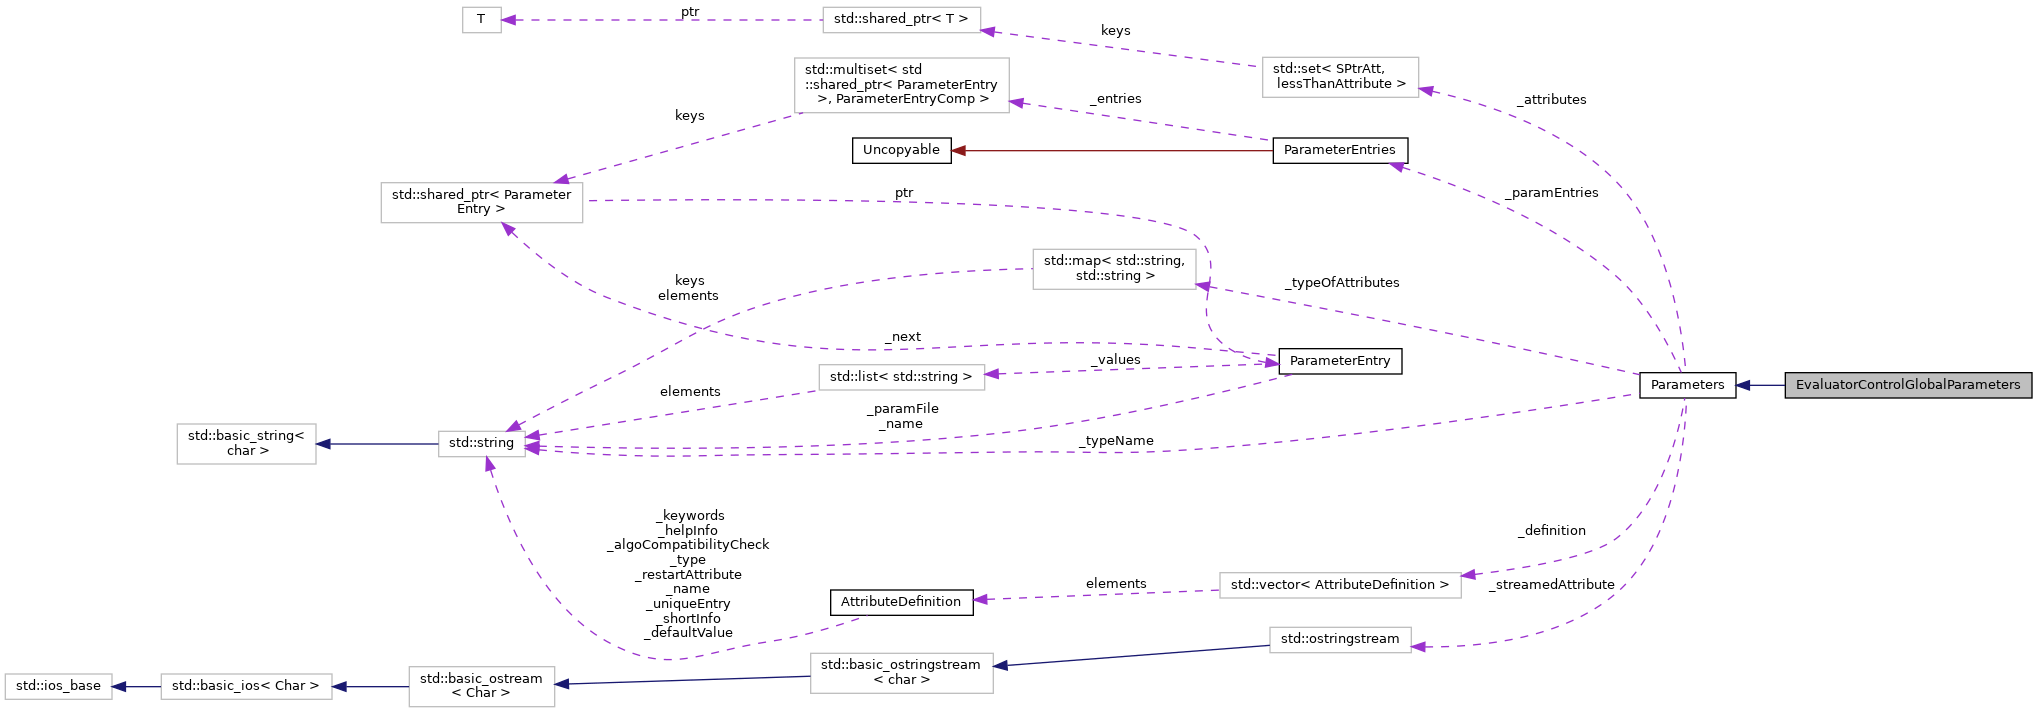 T
ptr
std::shared_ptr< T >
keys
std::set< SPtrAtt,
lessThanAttribute >
_attributes
std::multiset< std
::shared_ptr< ParameterEntry
>, ParameterEntryComp >
_entries
keys
Uncopyable
ParameterEntries
_paramEntries
std::shared_ptr< Parameter
Entry >
ptr
std::map< std::string,
std::string >
_typeOfAttributes
keys
elements
_next
ParameterEntry
_values
std::list< std::string >
elements
_paramFile
_name
Parameters
EvaluatorControlGlobalParameters
std::basic_string<
char >
std::string
_typeName
_keywords
_helpInfo
_algoCompatibilityCheck
_type
_restartAttribute
_name
_uniqueEntry
_shortInfo
_defaultValue
_definition
AttributeDefinition
elements
std::vector< AttributeDefinition >
_streamedAttribute
std::ostringstream
std::basic_ostringstream
< char >
std::basic_ostream
< Char >
std::basic_ios< Char >
std::ios_base